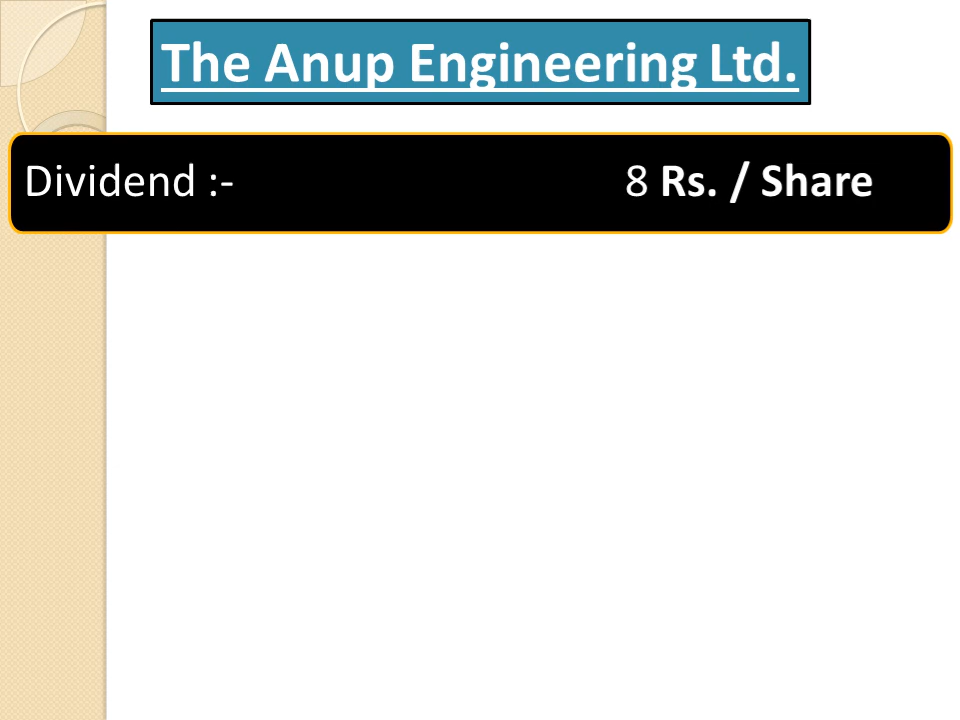 The Anup Engineering Ltd.
Dividend :- 8 Rs. / Share